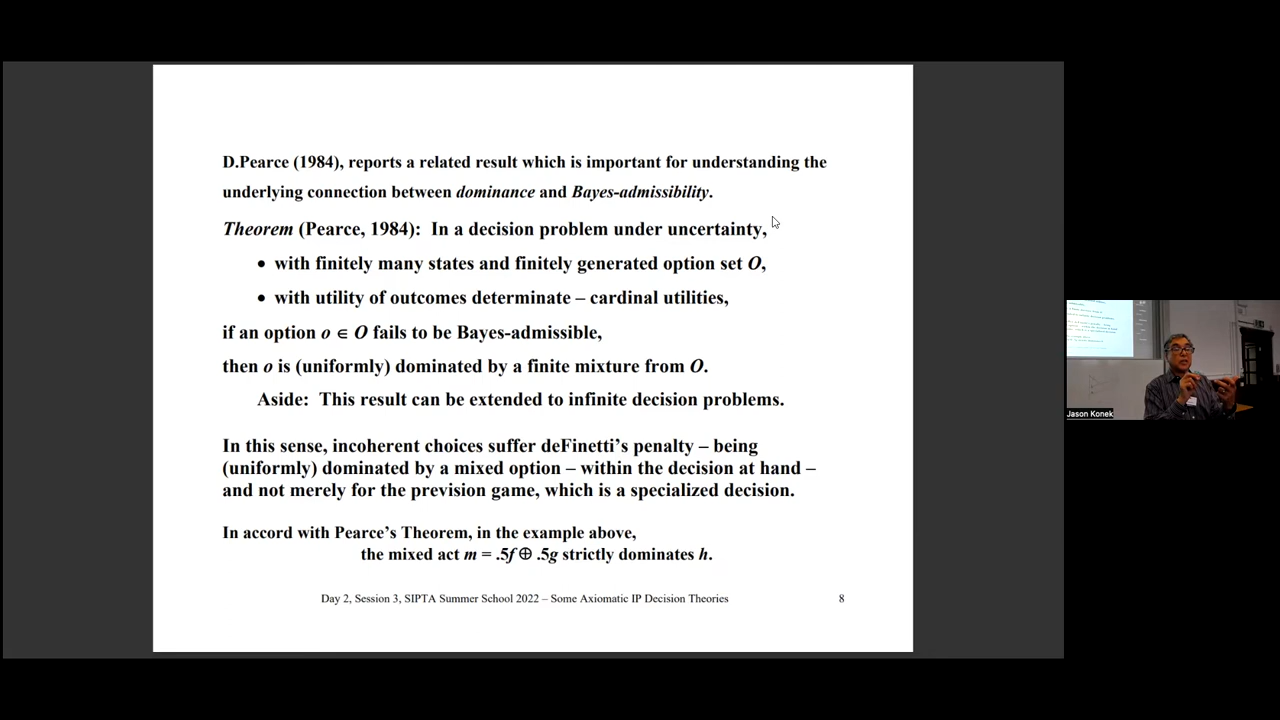 D.Pearce (1984), reports a related result which is important for understanding the
underlying connection between dominance and Bayes-admissibility.
Theorem (Pearce, 1984): In a decision problem under uncertainty,
• with finitely many states and finitely generated option set O,
• with utility of outcomes determinate – cardinal utilities,
if an option o ∈ O fails to be Bayes-admissible,
then o is (uniformly) dominated by a finite mixture from O.
Aside: This result can be extended to infinite decision problems.
In this sense, incoherent choices suffer deFinetti's penalty – being
(uniformly) dominated by a mixed option – within the decision at hand –
and not merely for the prevision game, which is a specialized decision.
In accord with Pearce's Theorem, in the example above,
the mixed act m = .5f ⊕ .5g strictly dominates h.
Day 2, Session 3, SIPTA Summer School 2022 – Some Axiomatic IP Decision Theories
8
Jason Konek